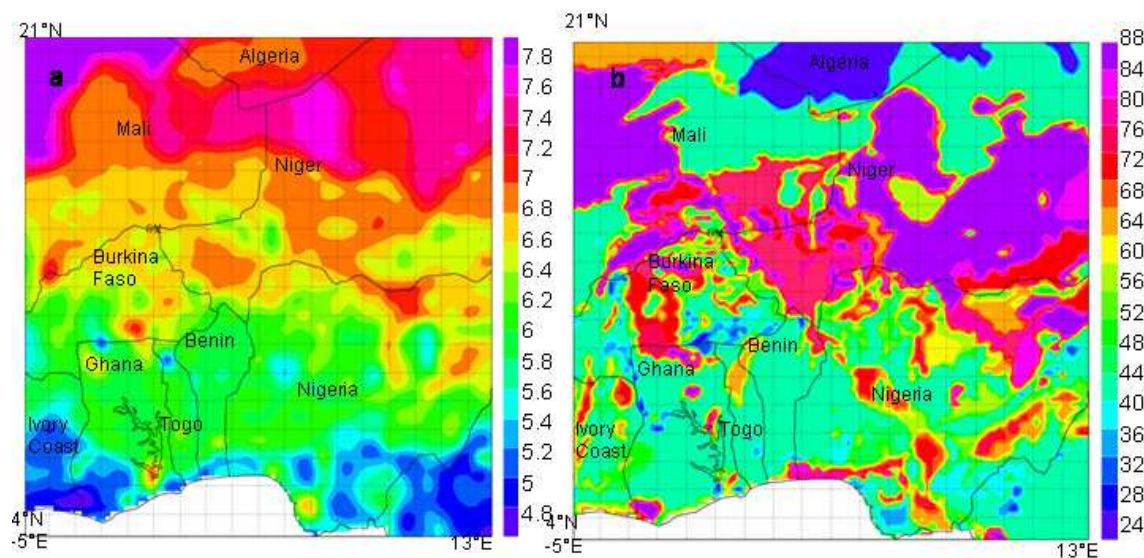 21°N
a
Algeria
Mali
Niger
Burkina
Faso
Benin
Ghana
Nigeria
Ivory
Coast
Togo
4°N
-5°E
13°E
7.8
7.6
7.4
7.2
7
6.8
6.6
6.4
6.2
6
5.8
5.6
5.4
5.2
5
4.8
21°N
b
Algeria
Mali
Niger
Burkina
Faso
Benin
Ghana
Nigeria
Ivory
Coast
Togo
4°N
-5°E
13°E
88
84
80
76
72
68
64
60
56
52
48
44
40
36
32
28
24